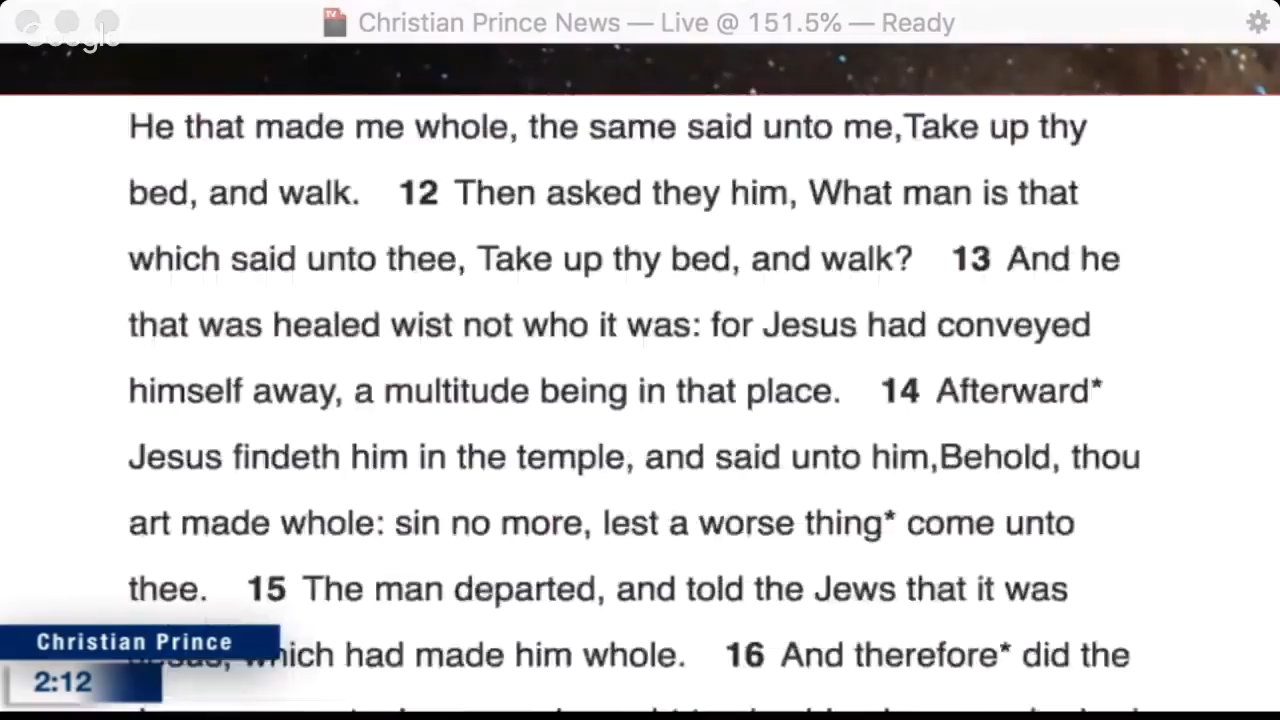 Christian Prince News — Live @ 151.5% — Ready
Google
He that made me whole, the same said unto me,Take up thy
bed, and walk. 12 Then asked they him, What man is that
which said unto thee, Take up thy bed, and walk? 13 And he
that was healed wist not who it was: for Jesus had conveyed
himself away, a multitude being in that place. 14 Afterward*
Jesus findeth him in the temple, and said unto him,Behold, thou
art made whole: sin no more, lest a worse thing* come unto
thee. 15 The man departed, and told the Jews that it was
Jesus, which had made him whole. 16 And therefore* did the
Christian Prince
2:12